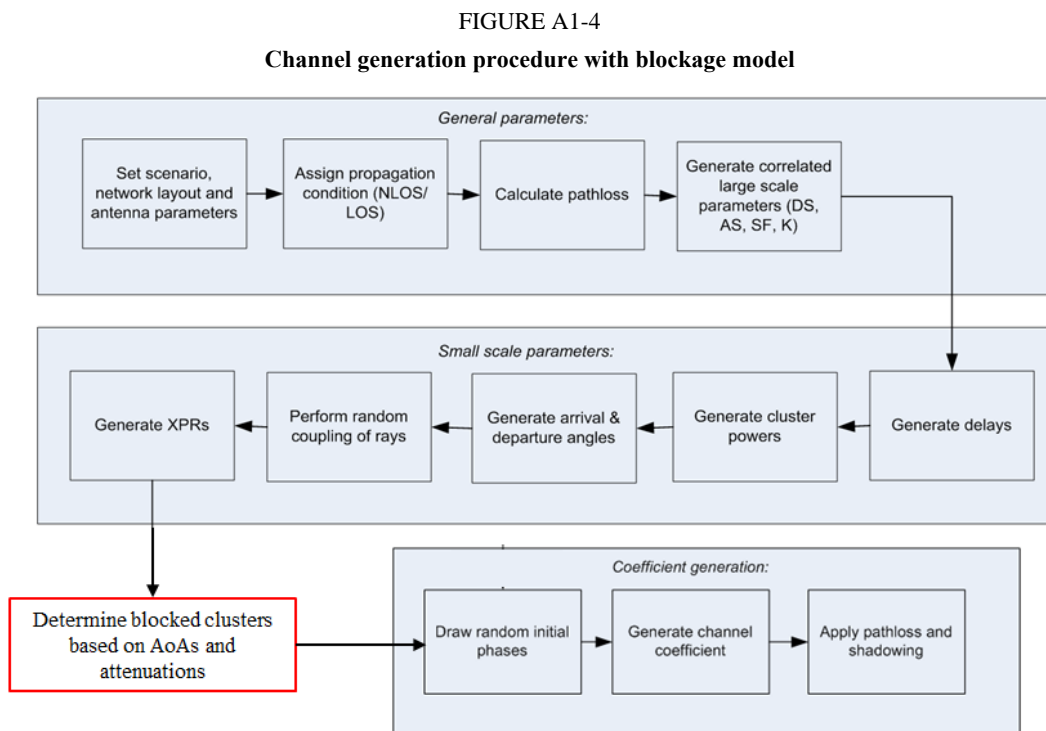 FIGURE A1-4
Channel generation procedure with blockage model
General parameters:
Set scenario,
network layout and
antenna parameters
Assign propagation
condition (NLOS/
LOS)
Calculate pathloss
Generate correlated
large scale
parameters (DS,
AS, SF, K)
Small scale parameters:
Generate XPRs
Perform random
coupling of rays
Generate arrival &
departure angles
Generate cluster
powers
Generate delays
Determine blocked clusters
based on AoAs and
attenuations
Coefficient generation:
Draw random initial
phases
Generate channel
coefficient
Apply pathloss and
shadowing